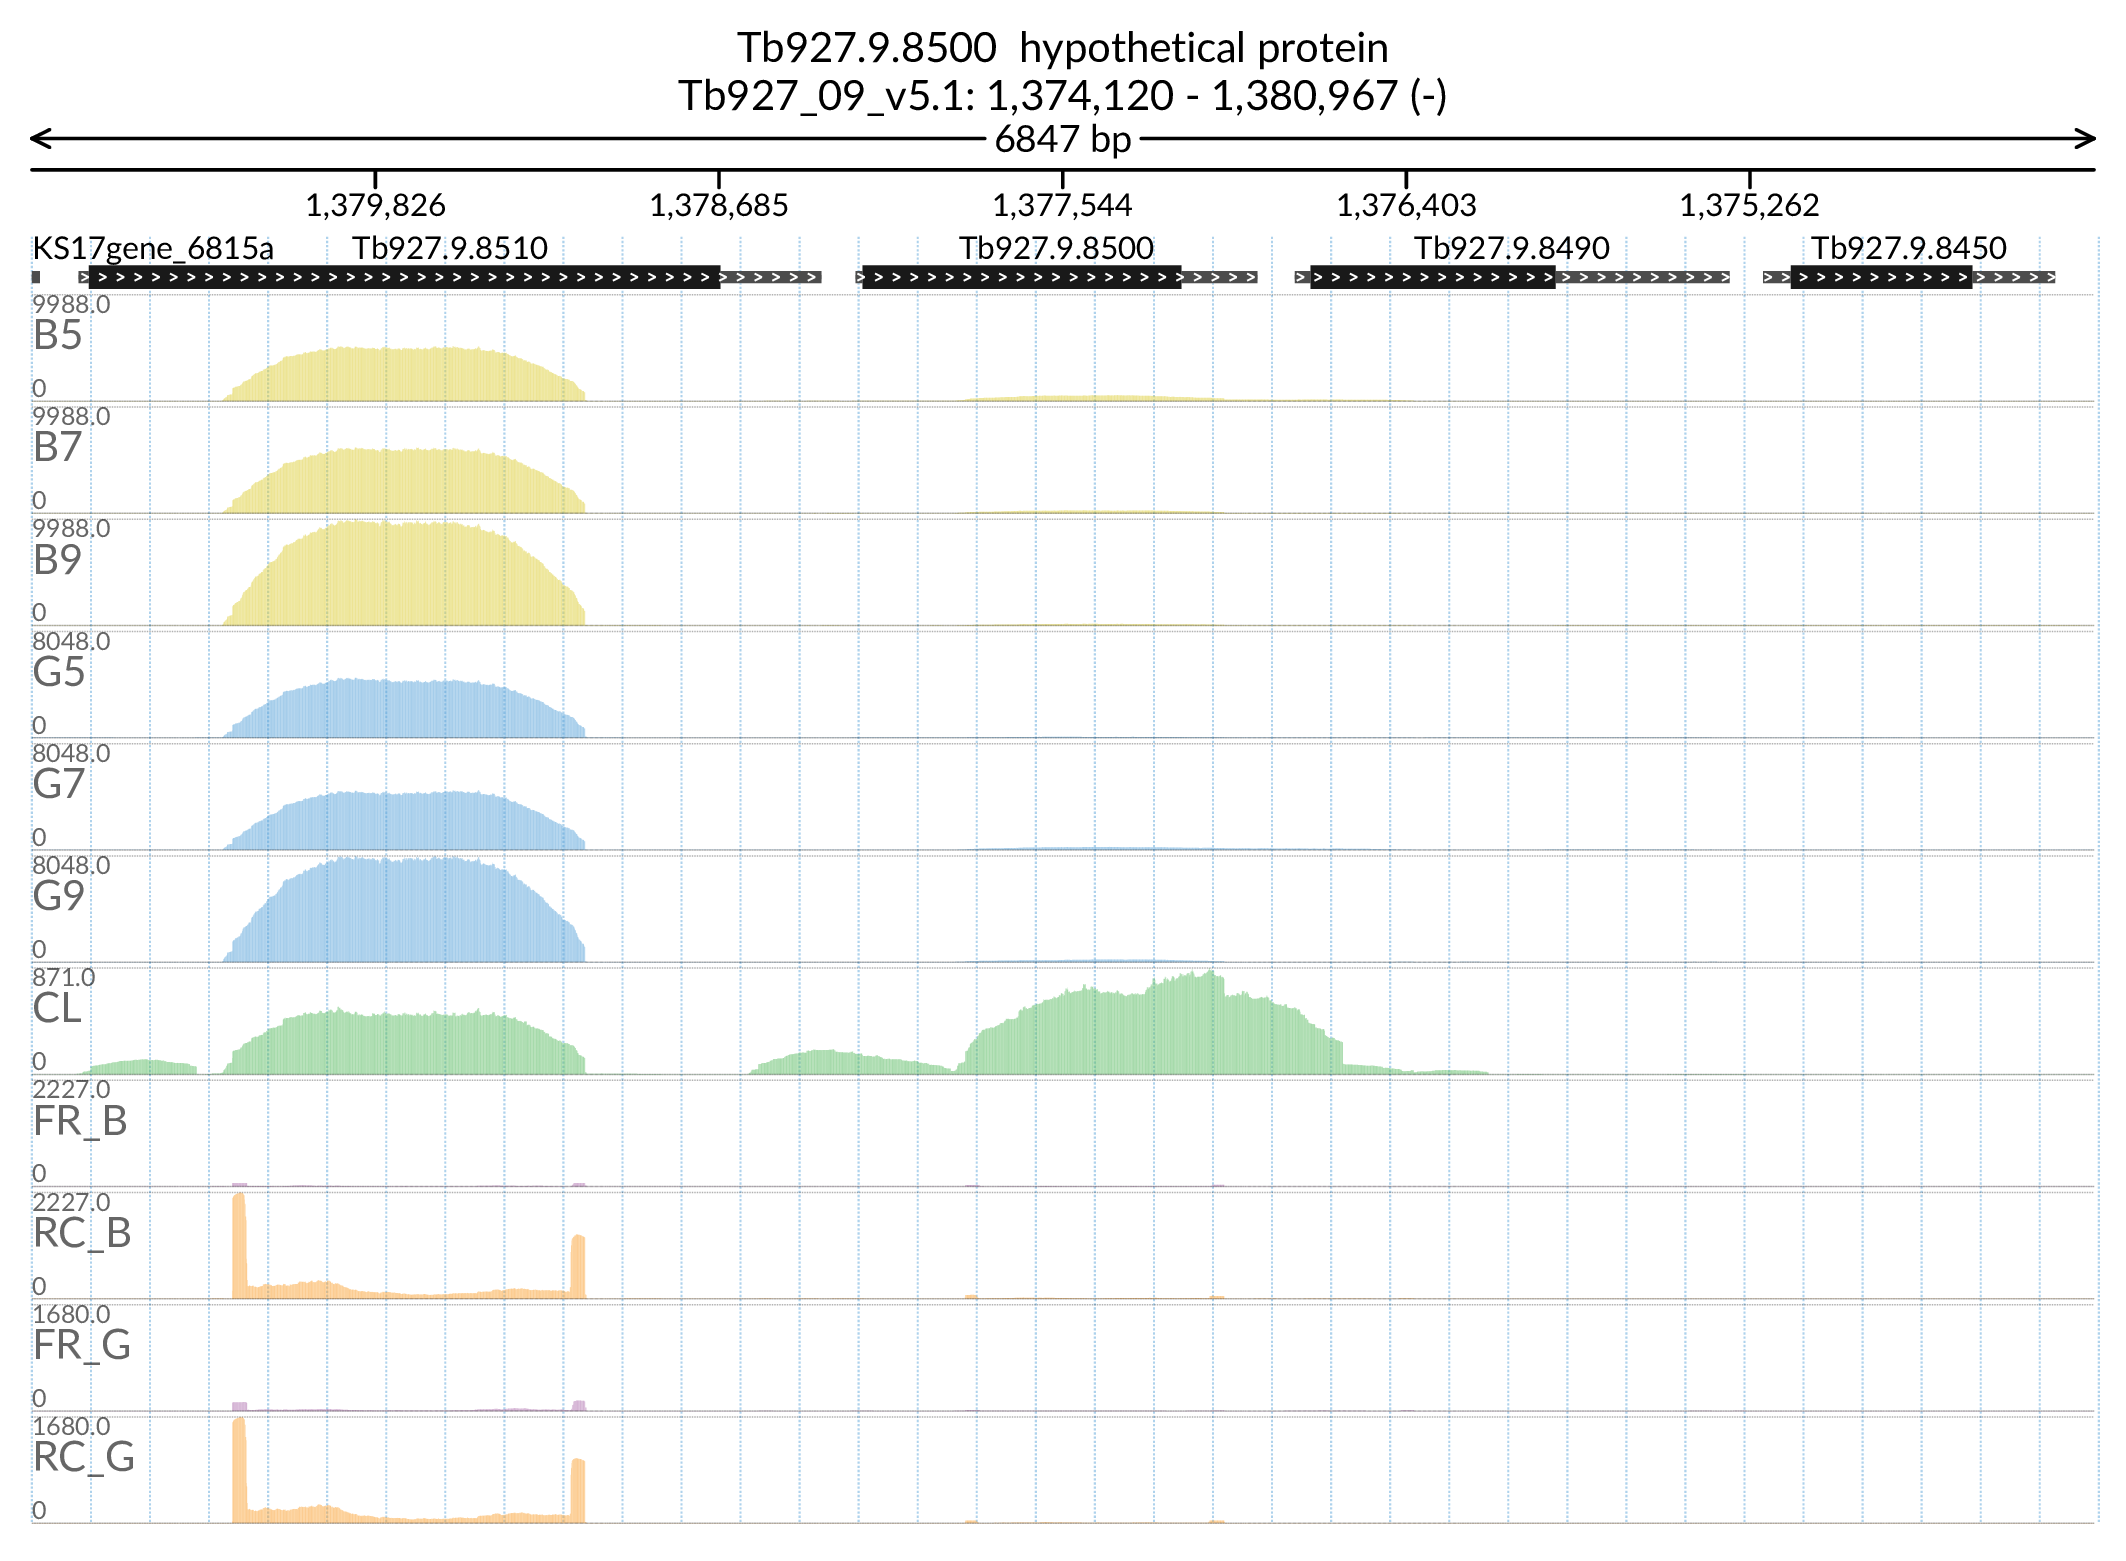 Tb927.9.8500  hypothetical protein
Tb927_09_v5.1: 1,374,120 - 1,380,967 (-)
6847 bp
1,379,826 1,378,685 1,377,544 1,376,403 1,375,262
KS17gene_6815a Tb927.9.8510 Tb927.9.8500 Tb927.9.8490 Tb927.9.8450
9988.0
B5
0
9988.0
B7
0
9988.0
B9
0
8048.0
G5
0
8048.0
G7
0
8048.0
G9
0
871.0
CL
0
2227.0
FR_B
0
2227.0
RC_B
0
1680.0
FR_G
0
1680.0
RC_G
0